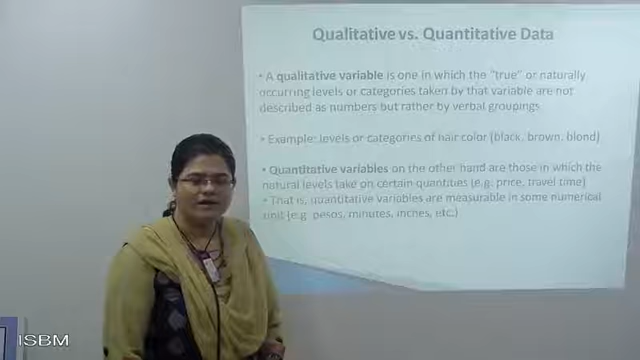 Qualitative vs. Quantitative Data
• A qualitative variable is one in which the "true" or naturally
occurring levels or categories taken by that variable are not
described as numbers but rather by verbal groupings.
• Example: levels or categories of hair color (black, brown, blond)
• Quantitative variables on the other hand are those in which the
natural levels take on certain quantities (e.g. price, travel time)
• That is, quantitative variables are measurable in some numerical
unit (e.g. pesos, minutes, inches, etc.)
ISBM